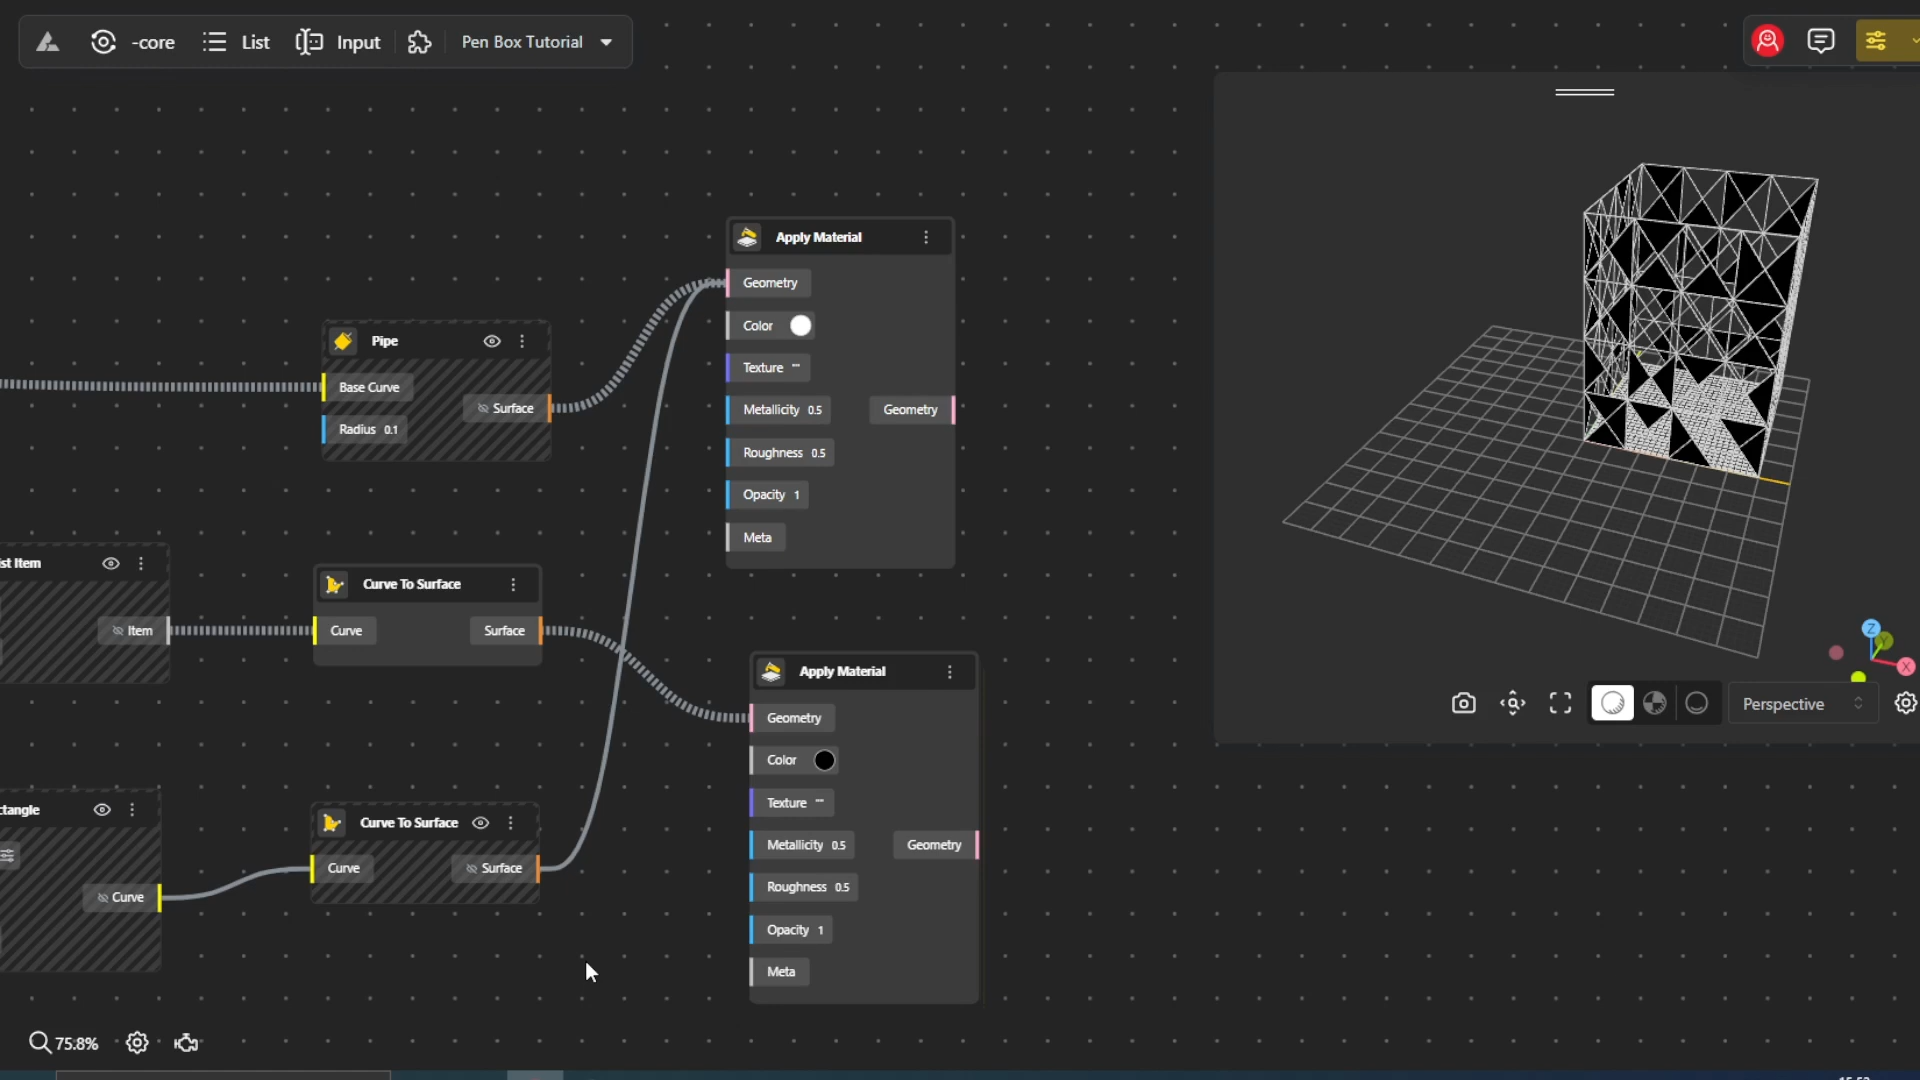 -core
List
Input
Pen Box Tutorial
Apply Material
Geometry
Color
Texture
Metallicity 0.5
Geometry
Roughness 0.5
Opacity 1
Meta
Pipe
Base Curve
Surface
Radius 0.1
st Item
Item
Curve To Surface
Curve
Surface
Apply Material
Geometry
Color
Texture
Metallicity 0.5
Geometry
Roughness 0.5
Opacity 1
Meta
ctangle
Curve
Curve To Surface
Curve
Surface
Z
Y
X
Perspective
75.8%